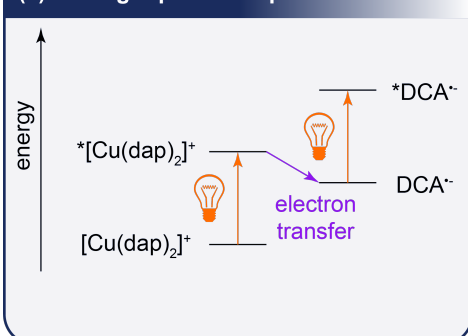 energy
*DCA•-
*[Cu(dap)2]+
DCA•-
electron
transfer
[Cu(dap)2]+